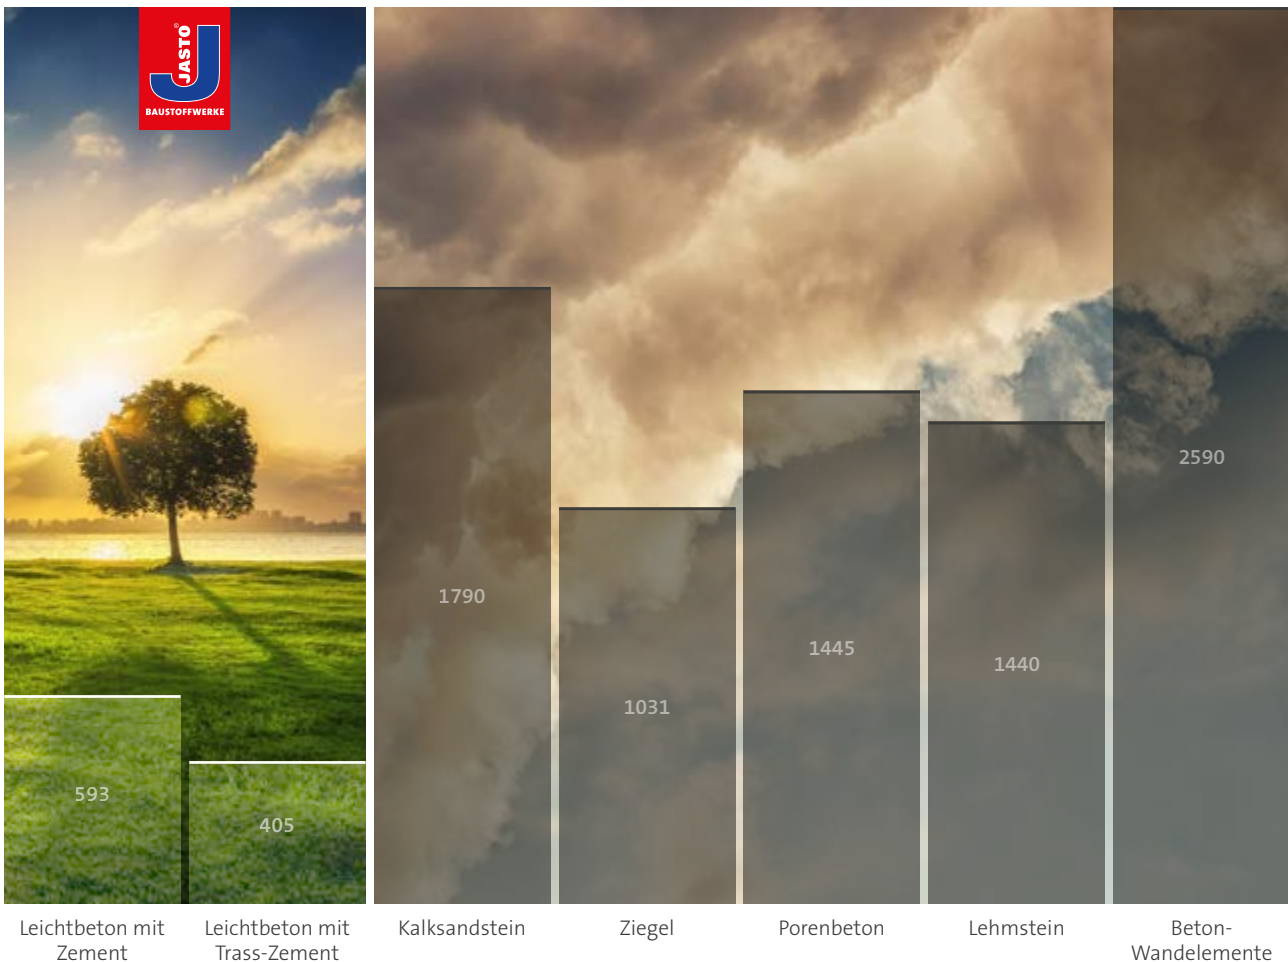 JASTO
®
BAUSTOFFWERKE
2590
1790
1445
1440
1031
593
405
Leichtbeton mit
Zement
Leichtbeton mit
Trass-Zement
Kalksandstein
Ziegel
Porenbeton
Lehmstein
Beton-
Wandelemente